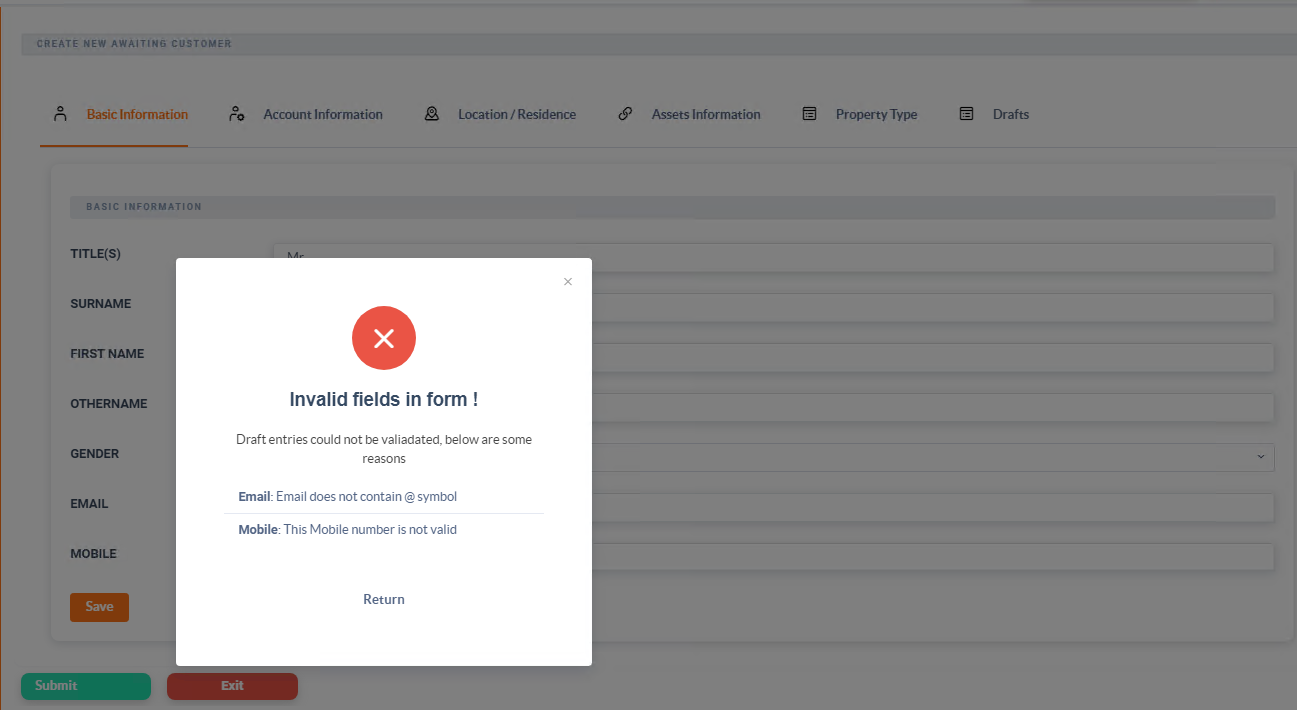 CREATE NEW AWAITING CUSTOMER
Basic Information
Account Information
Location / Residence
Assets Information
Property Type
Drafts
BASIC INFORMATION
TITLE(S)
Mr
SURNAME
FIRST NAME
OTHERNAME
GENDER
EMAIL
MOBILE
Save
Submit
Exit
Invalid fields in form !
Draft entries could not be valiadated, below are some
reasons
Email: Email does not contain @ symbol
Mobile: This Mobile number is not valid
Return